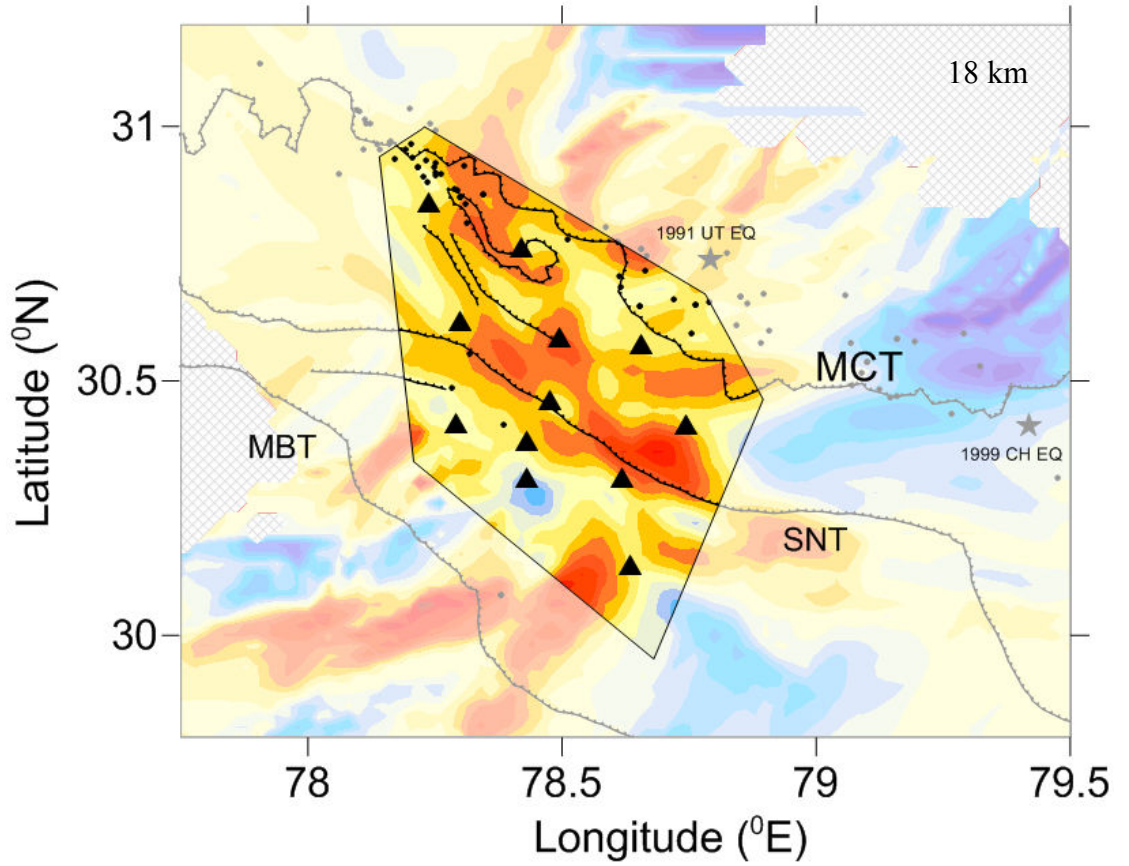 18 km
31
1991 UT EQ
30.5
MCT
MBT
1999 CH EQ
SNT
30
Latitude (⁰N)
78
78.5
79
79.5
Longitude (⁰E)